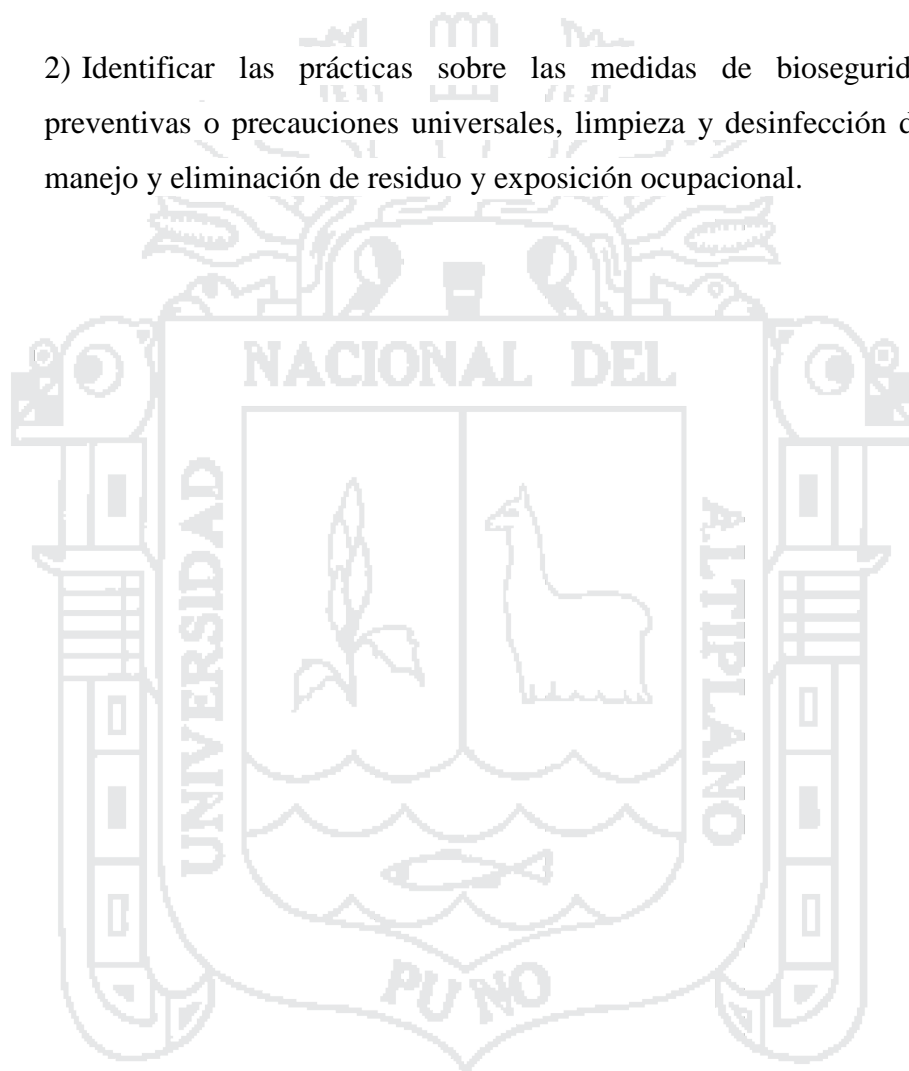 2) Identificar las prácticas sobre las medidas de biosegurid
preventivas o precauciones universales, limpieza y desinfección d
manejo y eliminación de residuo y exposición ocupacional.
NACIONAL DEL
UNIVERSIDAD
ALTIPLANO
PUNO